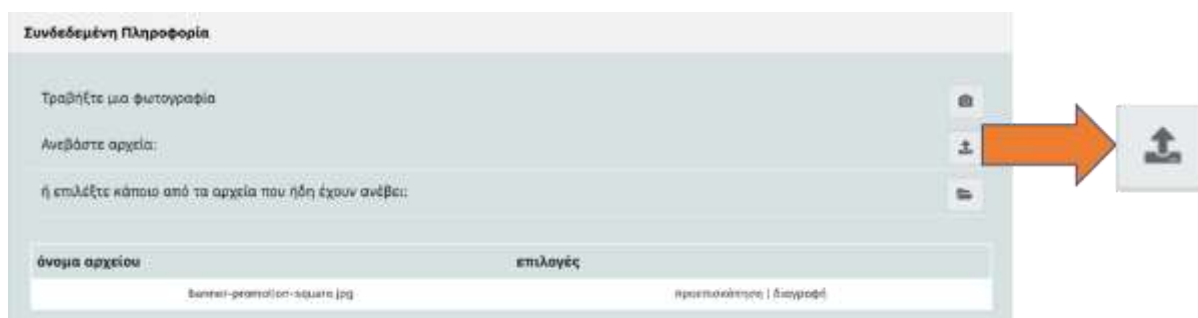 Συνδεδεμένη Πληροφορία
Τραβήξτε μια φωτογραφία
Ανεβάστε αρχεία:
ή επιλέξτε κάποιο από τα αρχεία που ήδη έχουν ανέβει:
όνομα αρχείου επιλογές
banner-promotion-square.jpg προεπισκόπηση | διαγραφή